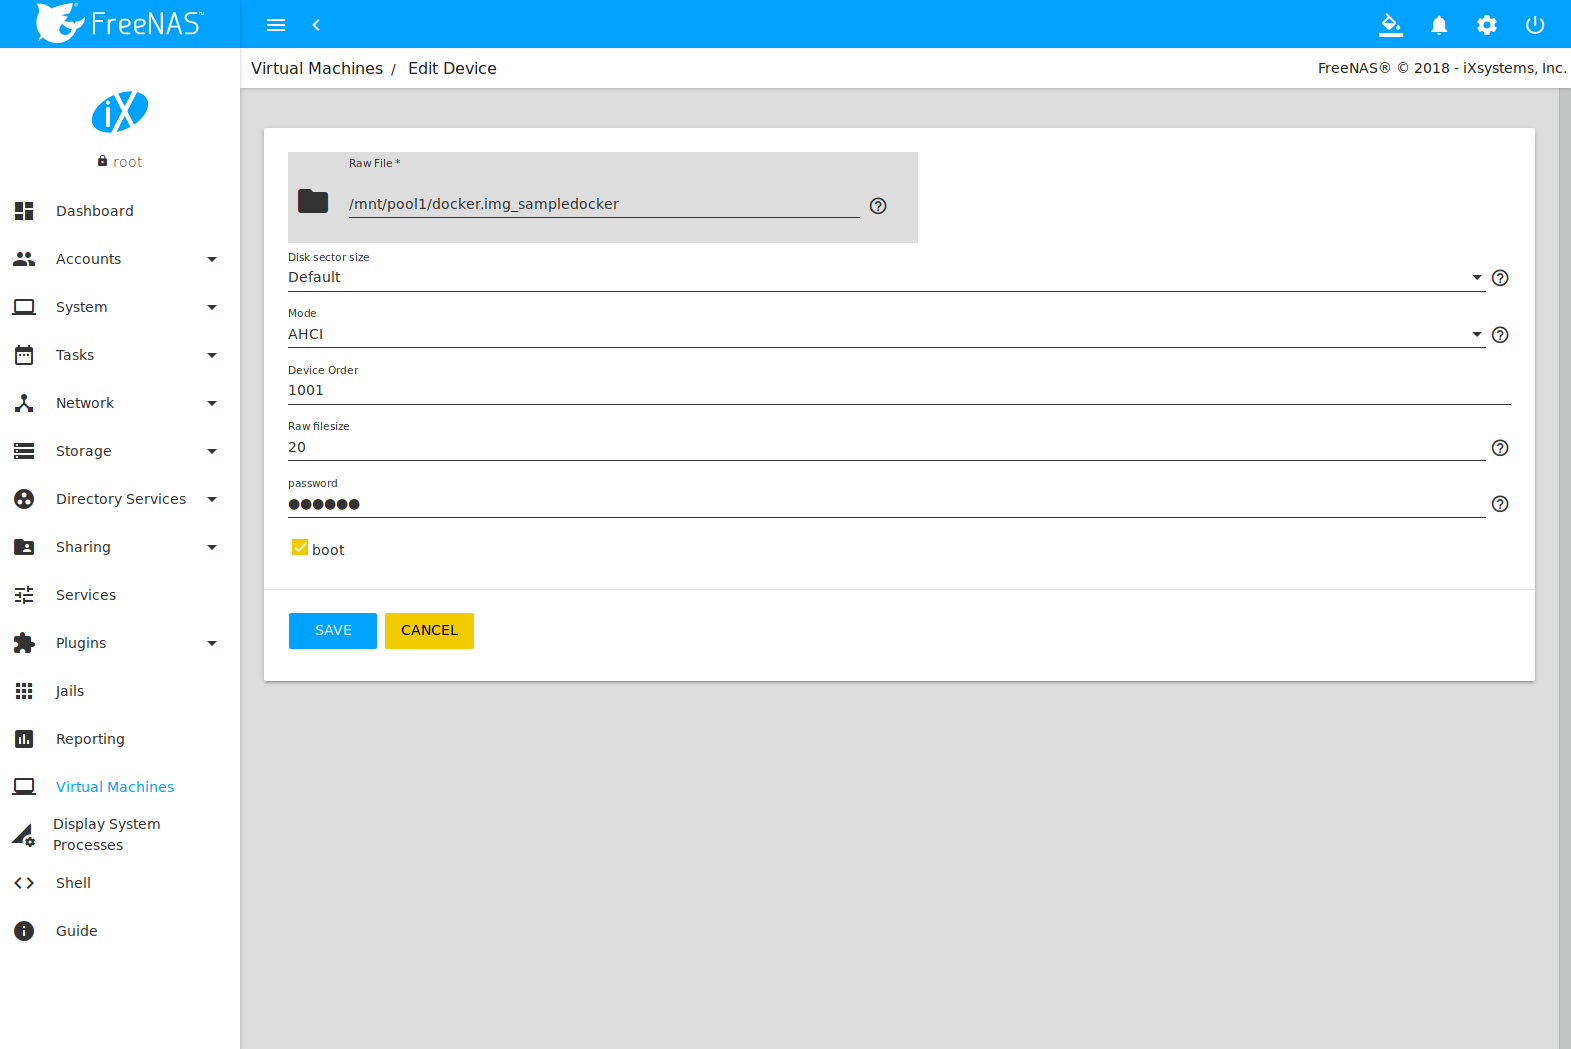 FreeNAS™
Virtual Machines / Edit Device
FreeNAS® © 2018 - iXsystems, Inc.
iX
root
Dashboard
Accounts
System
Tasks
Network
Storage
Directory Services
Sharing
Services
Plugins
Jails
Reporting
Virtual Machines
Display System
Processes
Shell
Guide
Raw File *
/mnt/pool1/docker.img_sampledocker
Disk sector size
Default
Mode
AHCI
Device Order
1001
Raw filesize
20
password
●●●●●●
boot
SAVE CANCEL